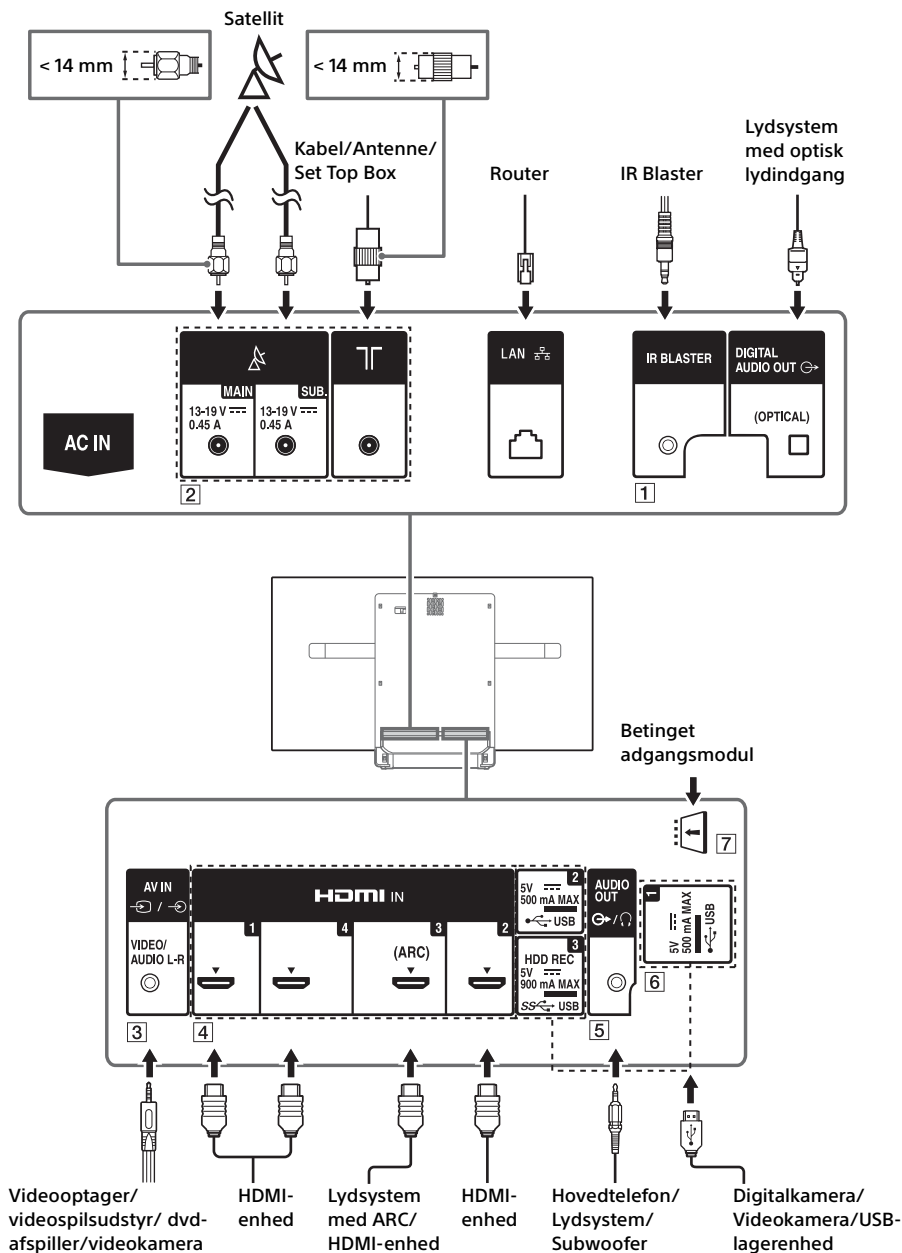 Satellit
< 14 mm
< 14 mm
Kabel/Antenne/
Set Top Box
Router
IR Blaster
Lydsystem
med optisk
lydindgang
AC IN
MAIN
13-19 V
0.45 A
SUB.
13-19 V
0.45 A
2
LAN
IR BLASTER
1
DIGITAL
AUDIO OUT
(OPTICAL)
Betinget
adgangsmodul
7
AV IN
/
VIDEO/
AUDIO L-R
3
HDMI IN
1
4
3
(ARC)
2
4
2
5V
500 mA MAX
USB
3
HDD REC
5V
900 mA MAX
SS USB
AUDIO
OUT
/
5
1
5V
500 mA MAX
USB
6
Videooptager/
videospilsudstyr/ dvd-
afspiller/videokamera
HDMI-
enhed
Lydsystem
med ARC/
HDMI-enhed
HDMI-
enhed
Hovedtelefon/
Lydsystem/
Subwoofer
Digitalkamera/
Videokamera/USB-
lagerenhed